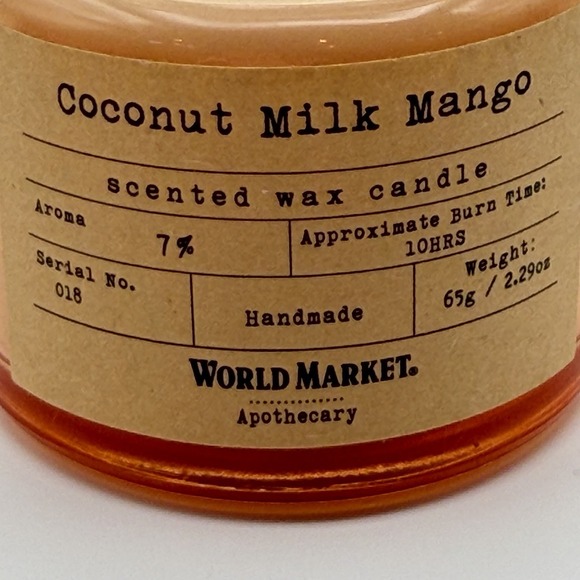 Coconut Milk Mango
scented wax candle
Aroma
7%
Approximate Burn Time:
10HRS
Serial No.
018
Handmade
Weight:
65g / 2.29oz
WORLD MARKET®
Apothecary